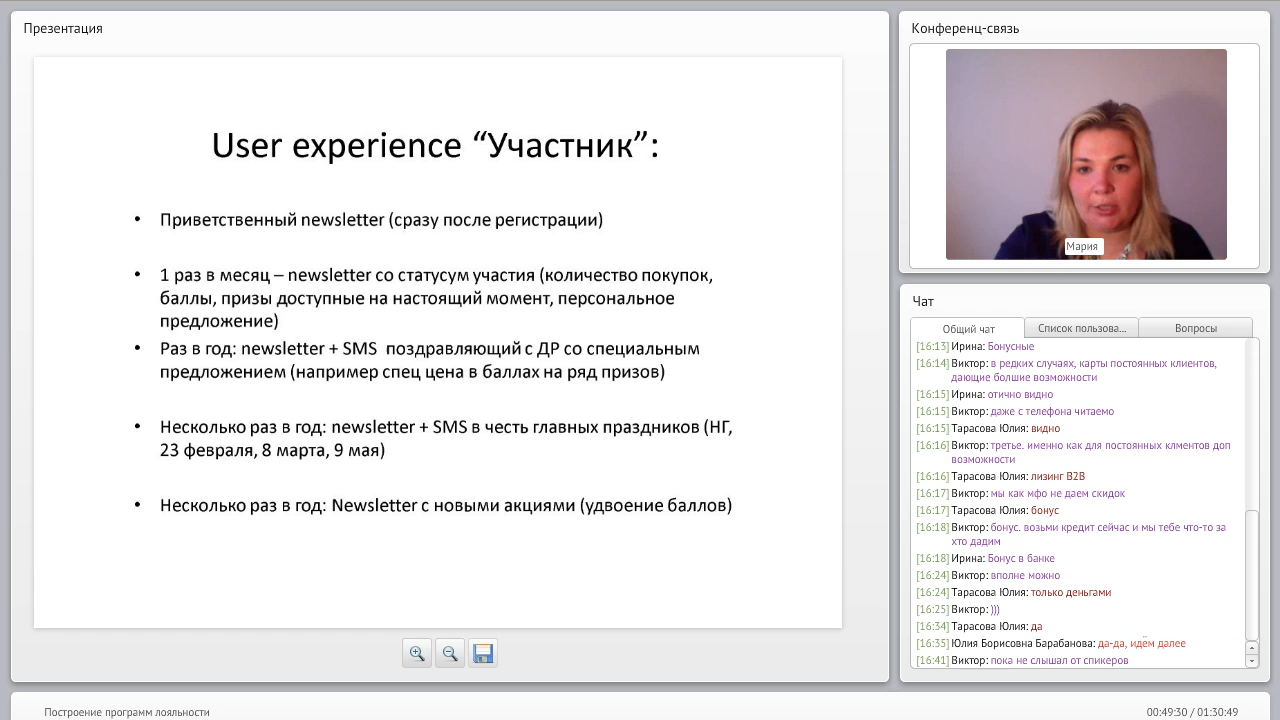 Презентация
User experience “Участник”:
• Приветственный newsletter (сразу после регистрации)
• 1 раз в месяц – newsletter со статусум участия (количество покупок,
баллы, призы доступные на настоящий момент, персональное
предложение)
• Раз в год: newsletter + SMS поздравляющий с ДР со специальным
предложением (например спец цена в баллах на ряд призов)
• Несколько раз в год: newsletter + SMS в честь главных праздников (НГ,
23 февраля, 8 марта, 9 мая)
• Несколько раз в год: Newsletter с новыми акциями (удвоение баллов)
Конференц-связь
Мария
Чат
Общий чат
Список пользова...
Вопросы
[16:13] Ирина: Бонусные
[16:14] Виктор: в редких случаях, карты постоянных клиентов,
дающие болшие возможности
[16:15] Ирина: отично видно
[16:15] Виктор: даже с телефона читаемо
[16:15] Тарасова Юлия: видно
[16:16] Виктор: третье. именно как для постоянных клментов доп
возможности
[16:16] Тарасова Юлия: лизинг B2B
[16:17] Виктор: мы как мфо не даем скидок
[16:17] Тарасова Юлия: бонус
[16:18] Виктор: бонус. возьми кредит сейчас и мы тебе что-то за
хто дадим
[16:18] Ирина: Бонус в банке
[16:24] Виктор: вполне можно
[16:24] Тарасова Юлия: только деньгами
[16:25] Виктор: )))
[16:34] Тарасова Юлия: да
[16:35] Юлия Борисовна Барабанова: да-да, идём далее
[16:41] Виктор: пока не слышал от спикеров
Построение программ лояльности
00:49:30 / 01:30:49